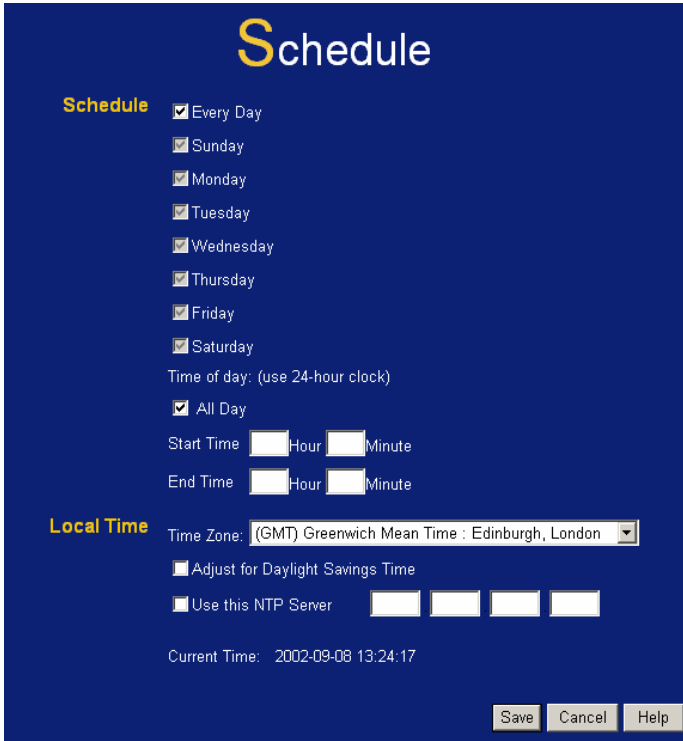 Schedule
Schedule
Every Day
Sunday
Monday
Tuesday
Wednesday
Thursday
Friday
Saturday
Time of day: (use 24-hour clock)
All Day
Start Time Hour Minute
End Time Hour Minute
Local Time
Time Zone: (GMT) Greenwich Mean Time : Edinburgh, London
Adjust for Daylight Savings Time
Use this NTP Server
Current Time: 2002-09-08 13:24:17
Save Cancel Help